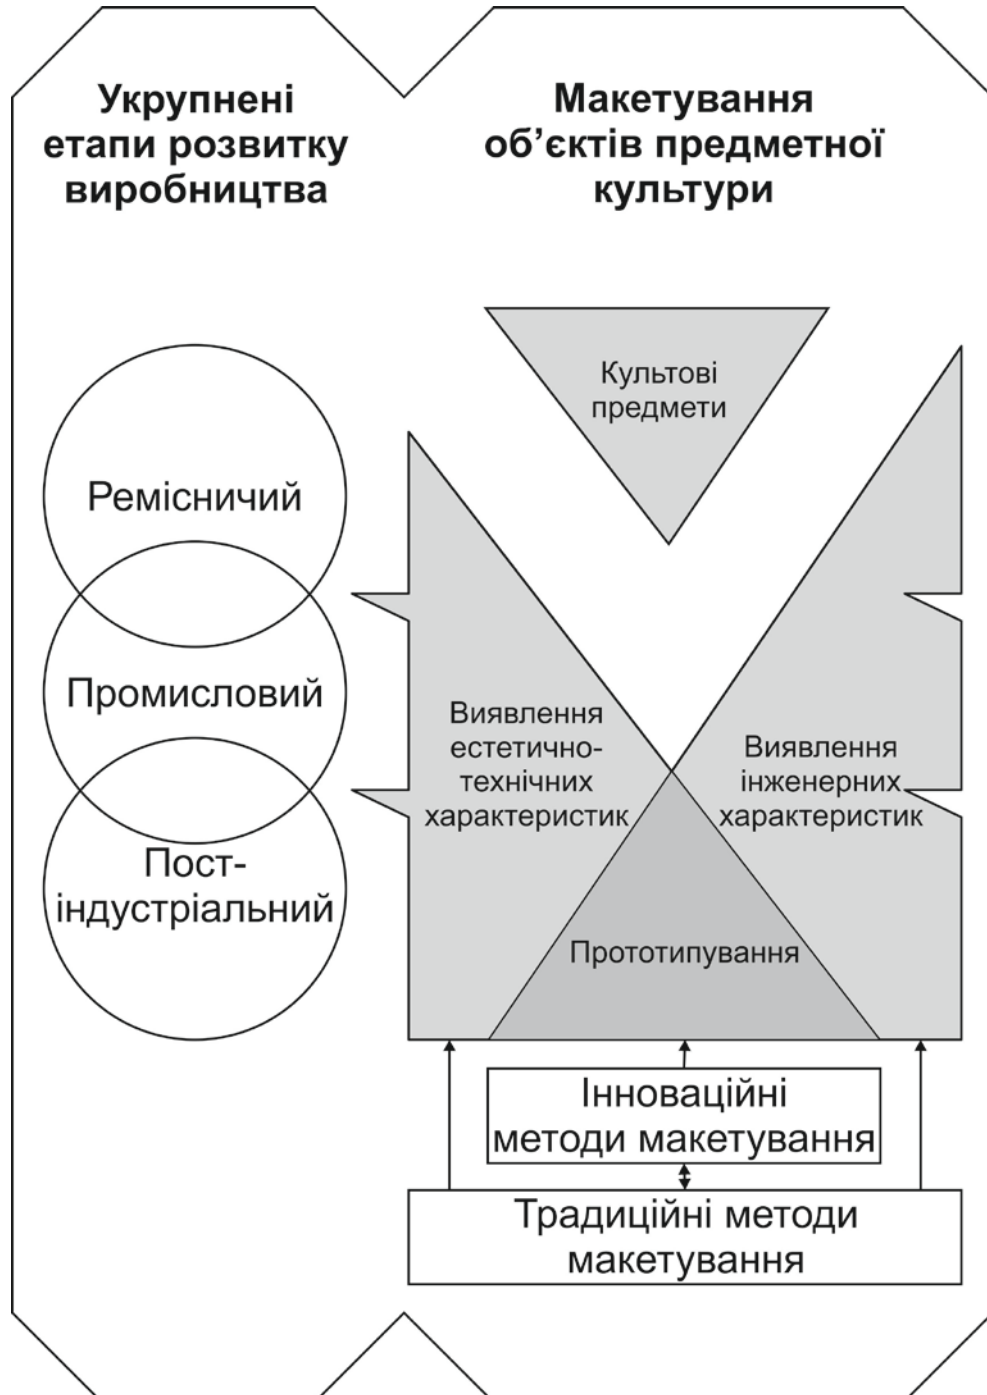 Укрупнені
етапи розвитку
виробництва
Макетування
об’єктів предметної
культури
Культові
предмети
Ремісничий
Промисловий
Пост-
індустріальний
Виявлення
естетично-
технічних
характеристик
Виявлення
інженерних
характеристик
Прототипування
Інноваційні
методи макетування
Традиційні методи
макетування